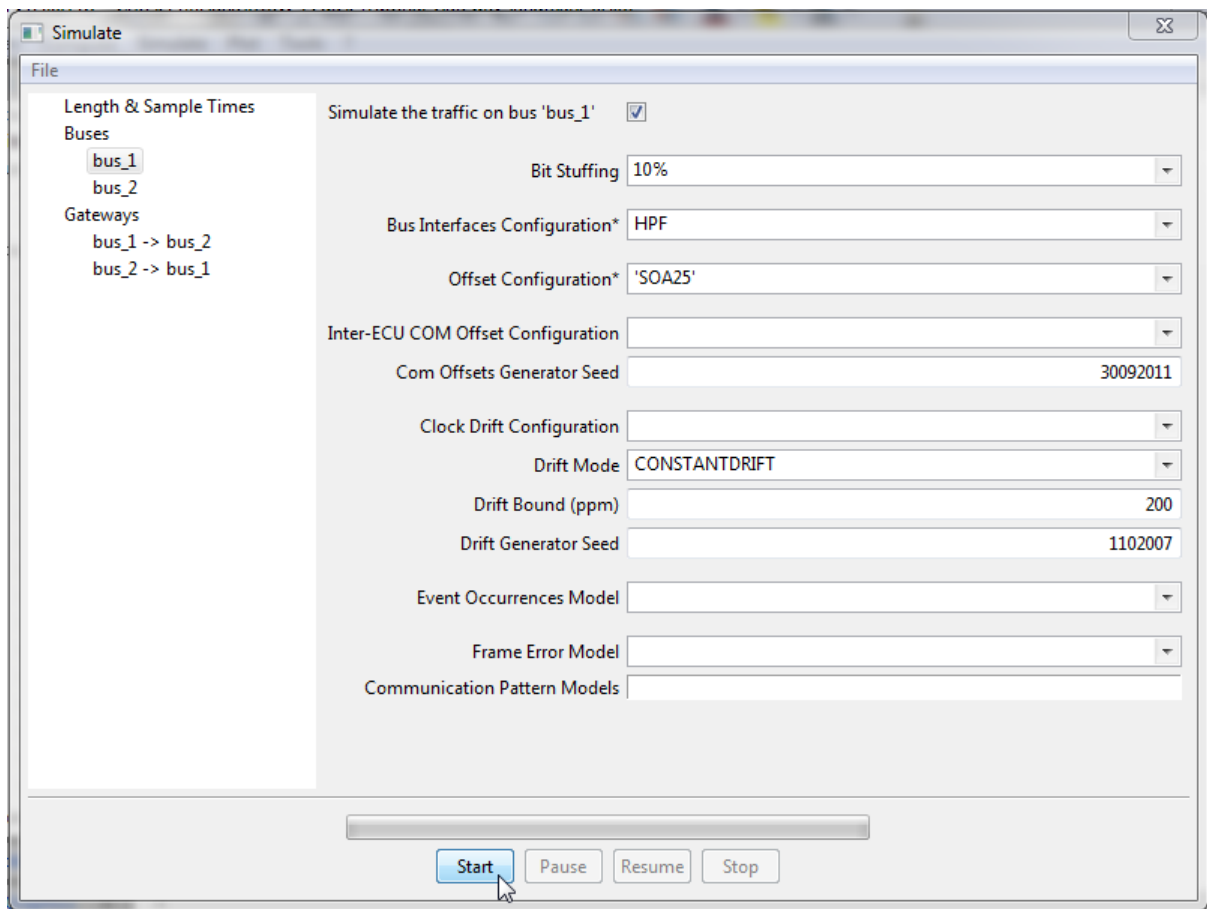 Simulate
File
Length & Sample Times
Buses
bus_1
bus_2
Gateways
bus_1 -> bus_2
bus_2 -> bus_1
Simulate the traffic on bus 'bus_1'
Bit Stuffing 10%
Bus Interfaces Configuration* HPF
Offset Configuration* 'SOA25'
Inter-ECU COM Offset Configuration
Com Offsets Generator Seed 30092011
Clock Drift Configuration
Drift Mode CONSTANTDRIFT
Drift Bound (ppm) 200
Drift Generator Seed 1102007
Event Occurrences Model
Frame Error Model
Communication Pattern Models
Start Pause Resume Stop